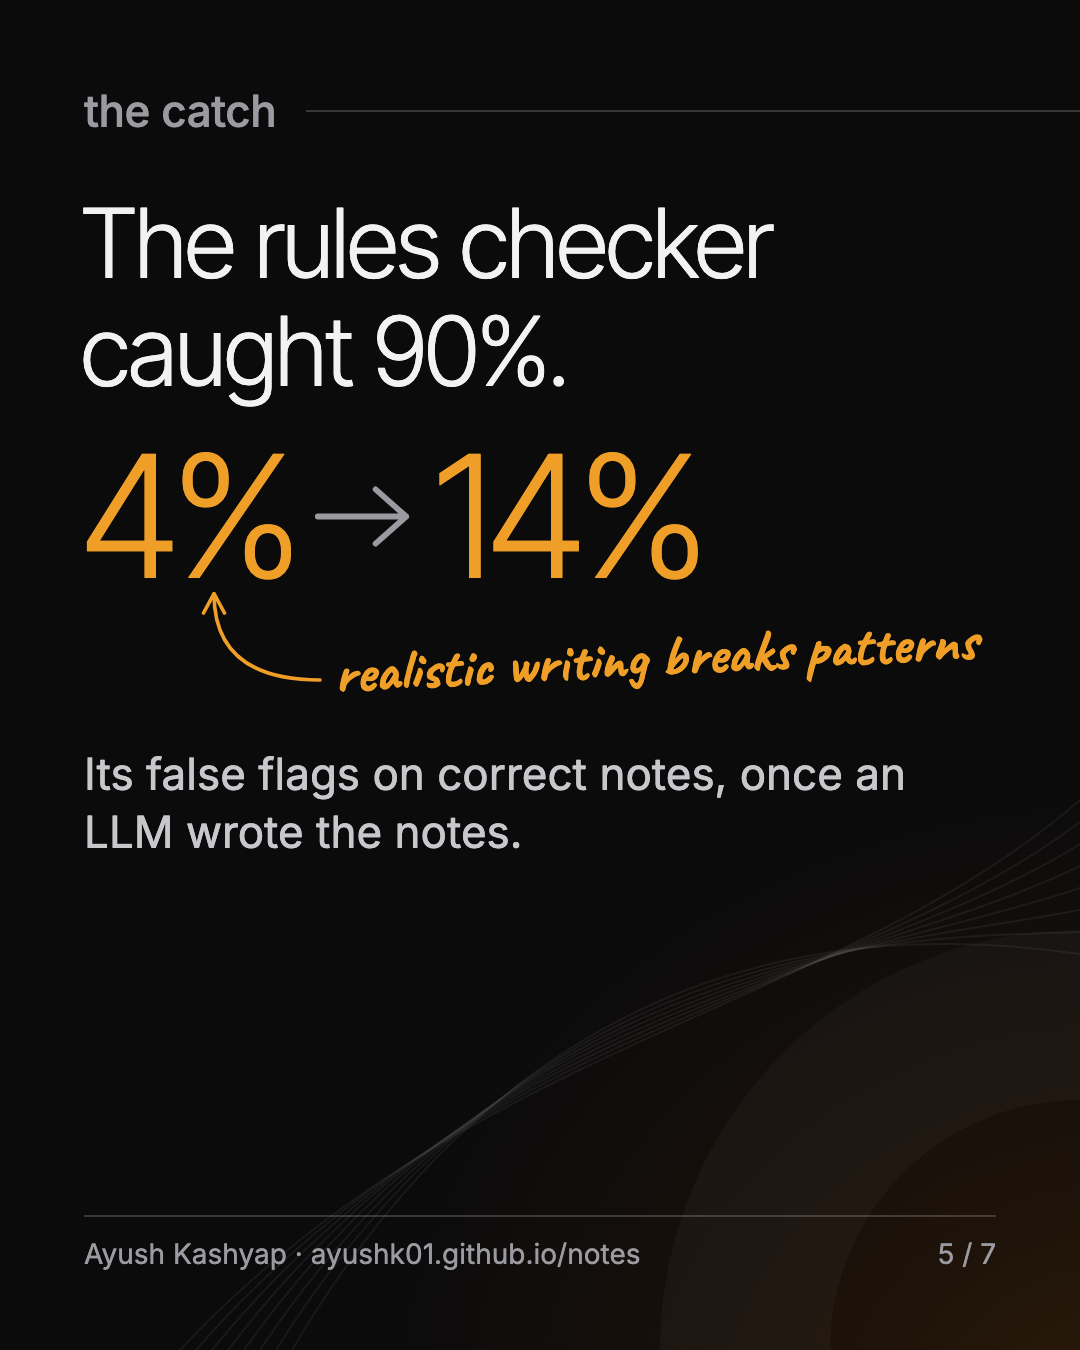 the catch
The rules checker
caught 90%.
4% → 14%
realistic writing breaks patterns
Its false flags on correct notes, once an
LLM wrote the notes.
Ayush Kashyap · ayushk01.github.io/notes
5 / 7